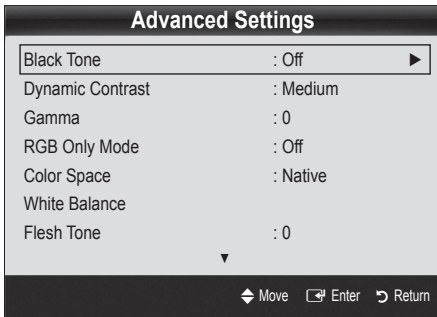 Advanced Settings
Black Tone : Off ►
Dynamic Contrast : Medium
Gamma : 0
RGB Only Mode : Off
Color Space : Native
White Balance
Flesh Tone : 0
▼
Move Enter Return